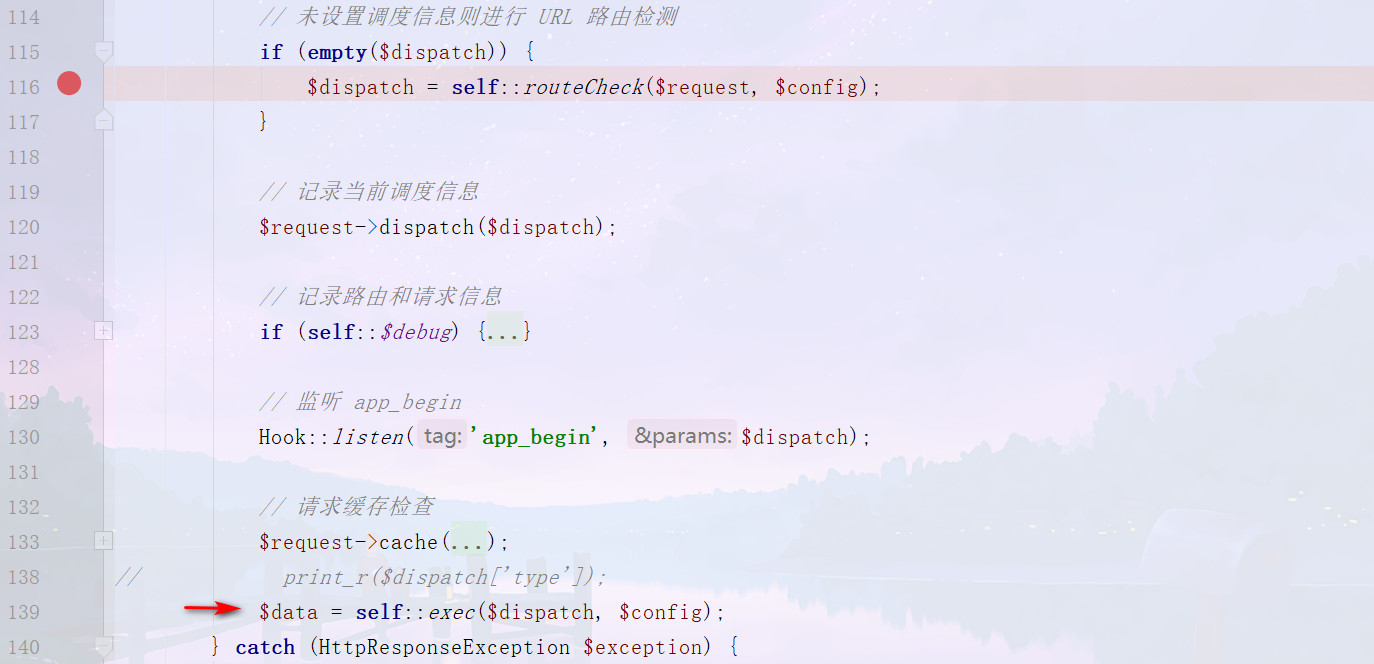 114 // 未设置调度信息则进行 URL 路由检测
115 if (empty($dispatch)) {
116 $dispatch = self::routeCheck($request, $config);
117 }
118
119 // 记录当前调度信息
120 $request->dispatch($dispatch);
121
122 // 记录路由和请求信息
123 if (self::$debug) {...}
128
129 // 监听 app_begin
130 Hook::listen( tag: 'app_begin', &params: $dispatch);
131
132 // 请求缓存检查
133 $request->cache(...);
138 // print_r($dispatch['type']);
139 $data = self::exec($dispatch, $config);
140 } catch (HttpResponseException $exception) {